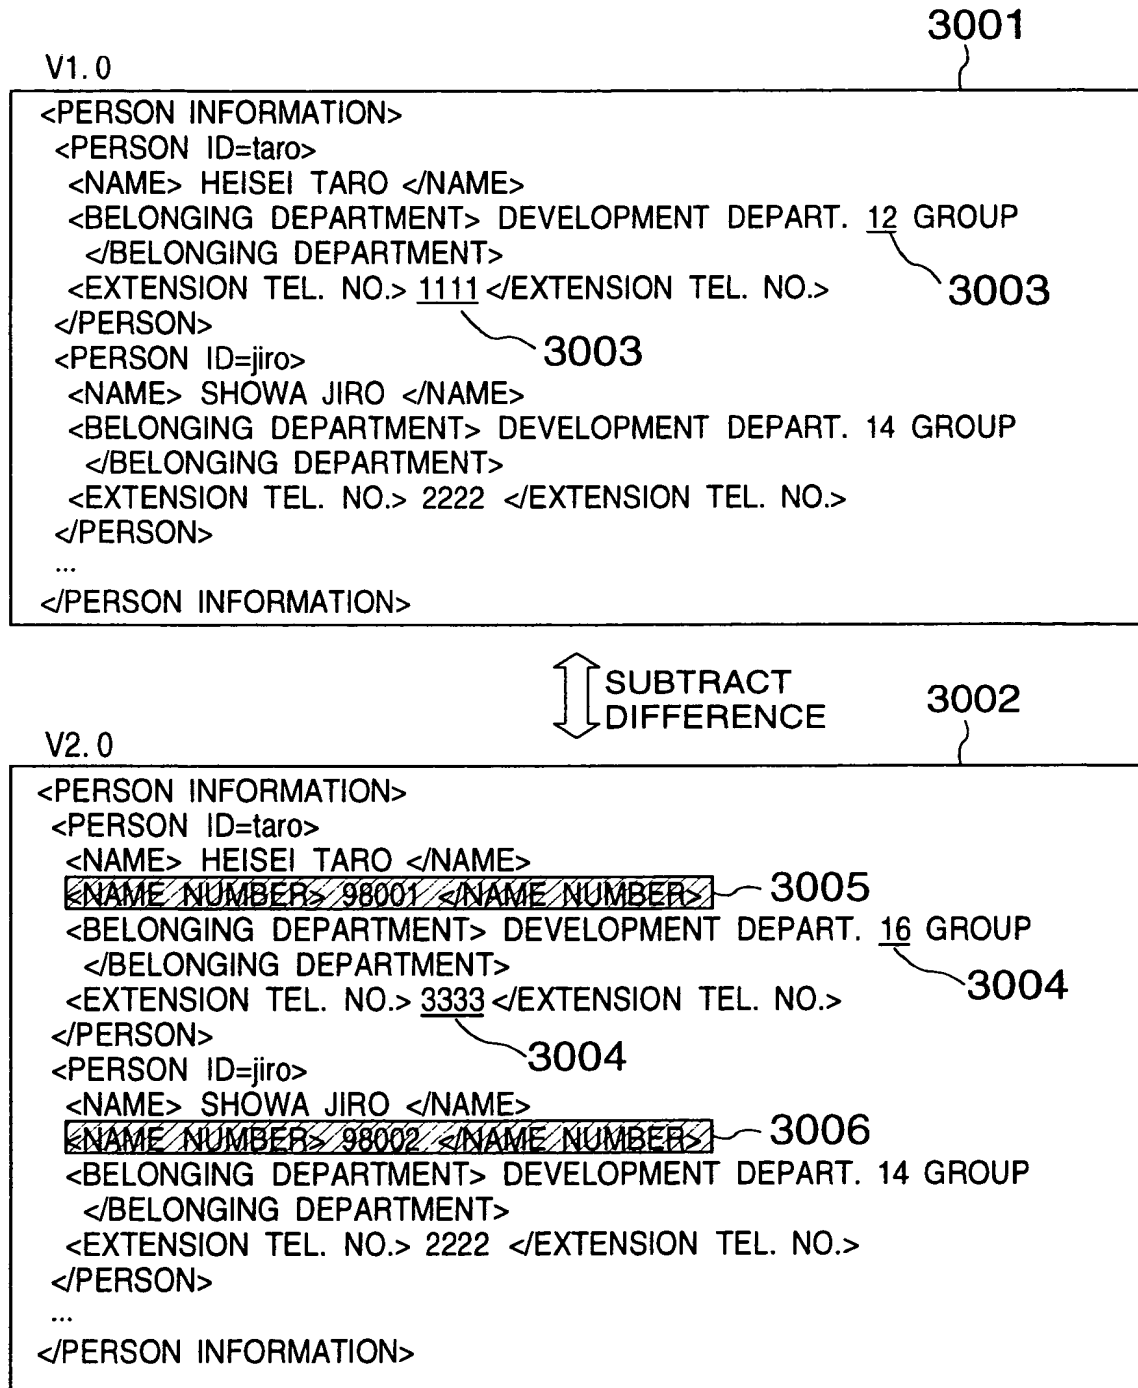 3001
V1.0
<PERSON INFORMATION>
<PERSON ID=taro>
<NAME> HEISEI TARO </NAME>
<BELONGING DEPARTMENT> DEVELOPMENT DEPART. 12 GROUP
</BELONGING DEPARTMENT>
<EXTENSION TEL. NO.> 1111 </EXTENSION TEL. NO.>
3003
</PERSON>
3003
<PERSON ID=jiro>
<NAME> SHOWA JIRO </NAME>
<BELONGING DEPARTMENT> DEVELOPMENT DEPART. 14 GROUP
</BELONGING DEPARTMENT>
<EXTENSION TEL. NO.> 2222 </EXTENSION TEL. NO.>
</PERSON>
...
</PERSON INFORMATION>
SUBTRACT
DIFFERENCE
3002
V2.0
<PERSON INFORMATION>
<PERSON ID=taro>
<NAME> HEISEI TARO </NAME>
<NAME NUMBER> 98001 </NAME NUMBER>
3005
<BELONGING DEPARTMENT> DEVELOPMENT DEPART. 16 GROUP
</BELONGING DEPARTMENT>
3004
<EXTENSION TEL. NO.> 3333 </EXTENSION TEL. NO.>
</PERSON>
3004
<PERSON ID=jiro>
<NAME> SHOWA JIRO </NAME>
<NAME NUMBER> 98002 </NAME NUMBER>
3006
<BELONGING DEPARTMENT> DEVELOPMENT DEPART. 14 GROUP
</BELONGING DEPARTMENT>
<EXTENSION TEL. NO.> 2222 </EXTENSION TEL. NO.>
</PERSON>
...
</PERSON INFORMATION>